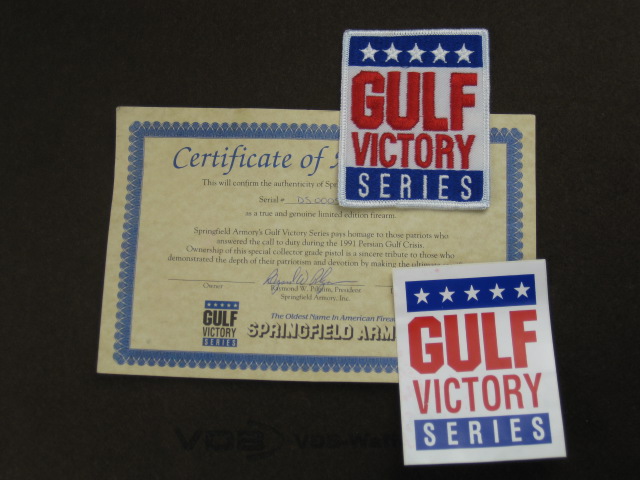 GULF
VICTORY
SERIES
Certificate of
This will confirm the authenticity of
Serial #
as a true and genuine limited edition firearm.
Springfield Armory's Gulf Victory Series pays homage to those patriots who
answered the call to duty during the 1991 Persian Gulf Crisis.
Ownership of this special collector grade pistol is a sincere tribute to those who
demonstrated the depth of their patriotism and devotion by making the
Owner
Raymond W. Pilgrim, President
Springfield Armory, Inc.
GULF
VICTORY
SERIES
The Oldest Name In American
SPRINGFIELD ARM
GULF
VICTORY
SERIES
VDB